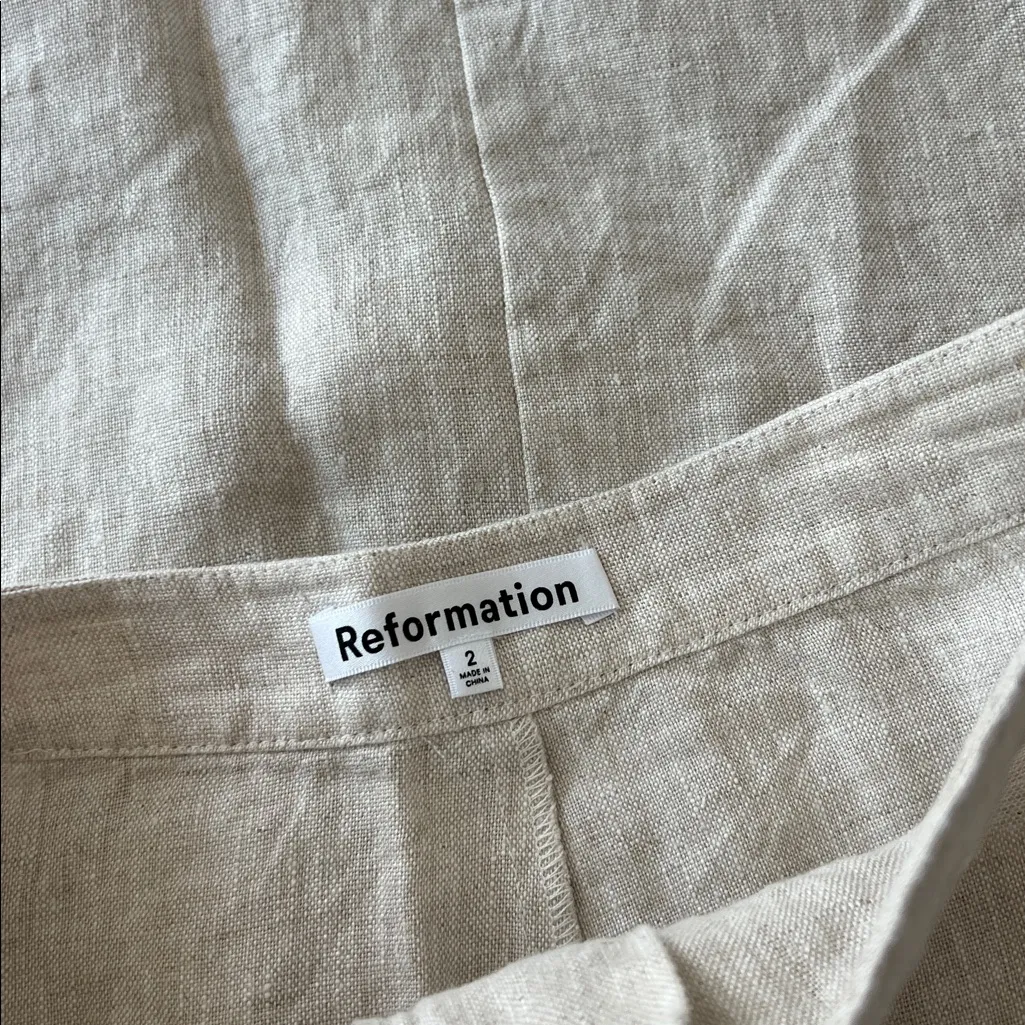 Reformation
2
MADE IN
CHINA